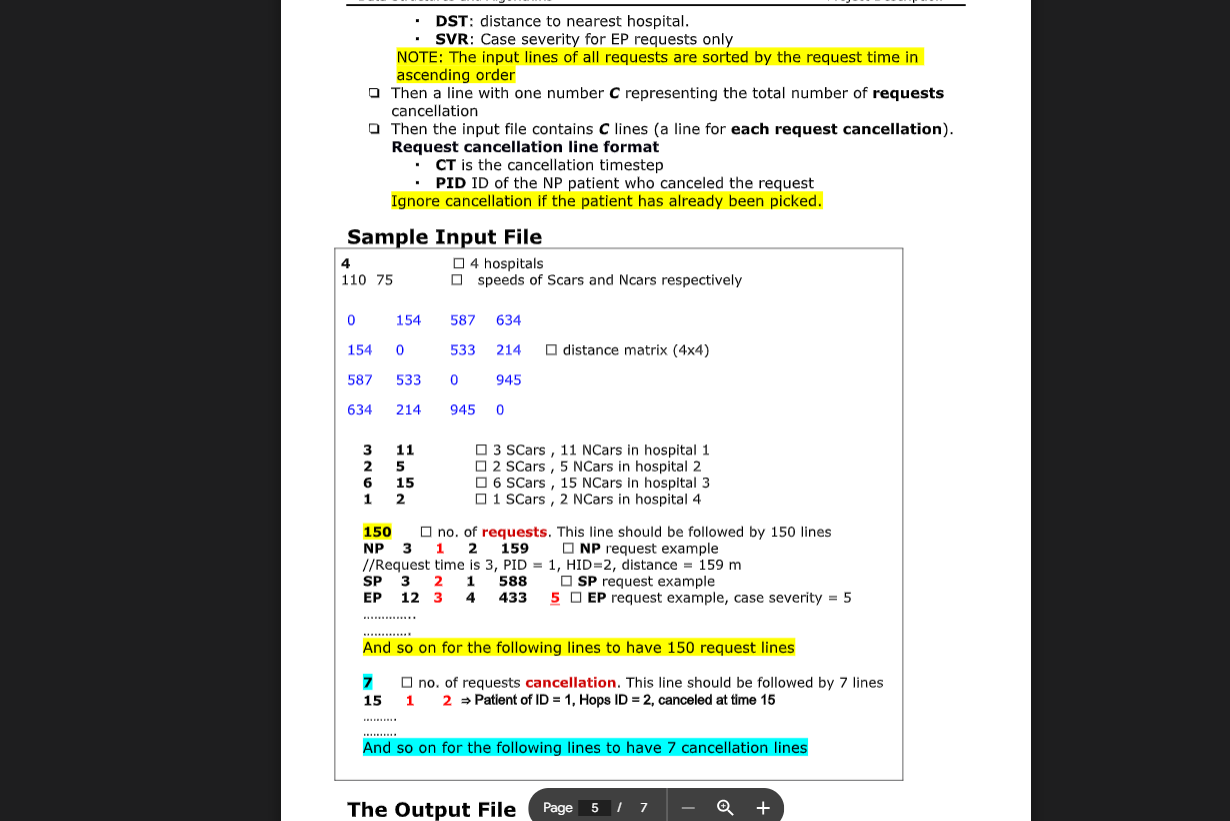 · DST: distance to nearest hospital.
· SVR: Case severity for EP requests only
NOTE: The input lines of all requests are sorted by the request time in
ascending order
❑ Then a line with one number C representing the total number of requests
cancellation
❑ Then the input file contains C lines (a line for each request cancellation).
Request cancellation line format
· CT is the cancellation timestep
· PID ID of the NP patient who canceled the request
Ignore cancellation if the patient has already been picked.
Sample Input File
4 ☐ 4 hospitals
110 75 ☐ speeds of Scars and Ncars respectively
0 154 587 634
154 0 533 214 ☐ distance matrix (4x4)
587 533 0 945
634 214 945 0
3 11 ☐ 3 SCars , 11 NCars in hospital 1
2 5 ☐ 2 SCars , 5 NCars in hospital 2
6 15 ☐ 6 SCars , 15 NCars in hospital 3
1 2 ☐ 1 SCars , 2 NCars in hospital 4
150 ☐ no. of requests. This line should be followed by 150 lines
NP 3 1 2 159 ☐ NP request example
//Request time is 3, PID = 1, HID=2, distance = 159 m
SP 3 2 1 588 ☐ SP request example
EP 12 3 4 433 5 ☐ EP request example, case severity = 5
..............
.............
And so on for the following lines to have 150 request lines
7 ☐ no. of requests cancellation. This line should be followed by 7 lines
15 1 2 ⇒ Patient of ID = 1, Hops ID = 2, canceled at time 15
..........
..........
And so on for the following lines to have 7 cancellation lines
The Output File
Page 5 / 7 — +